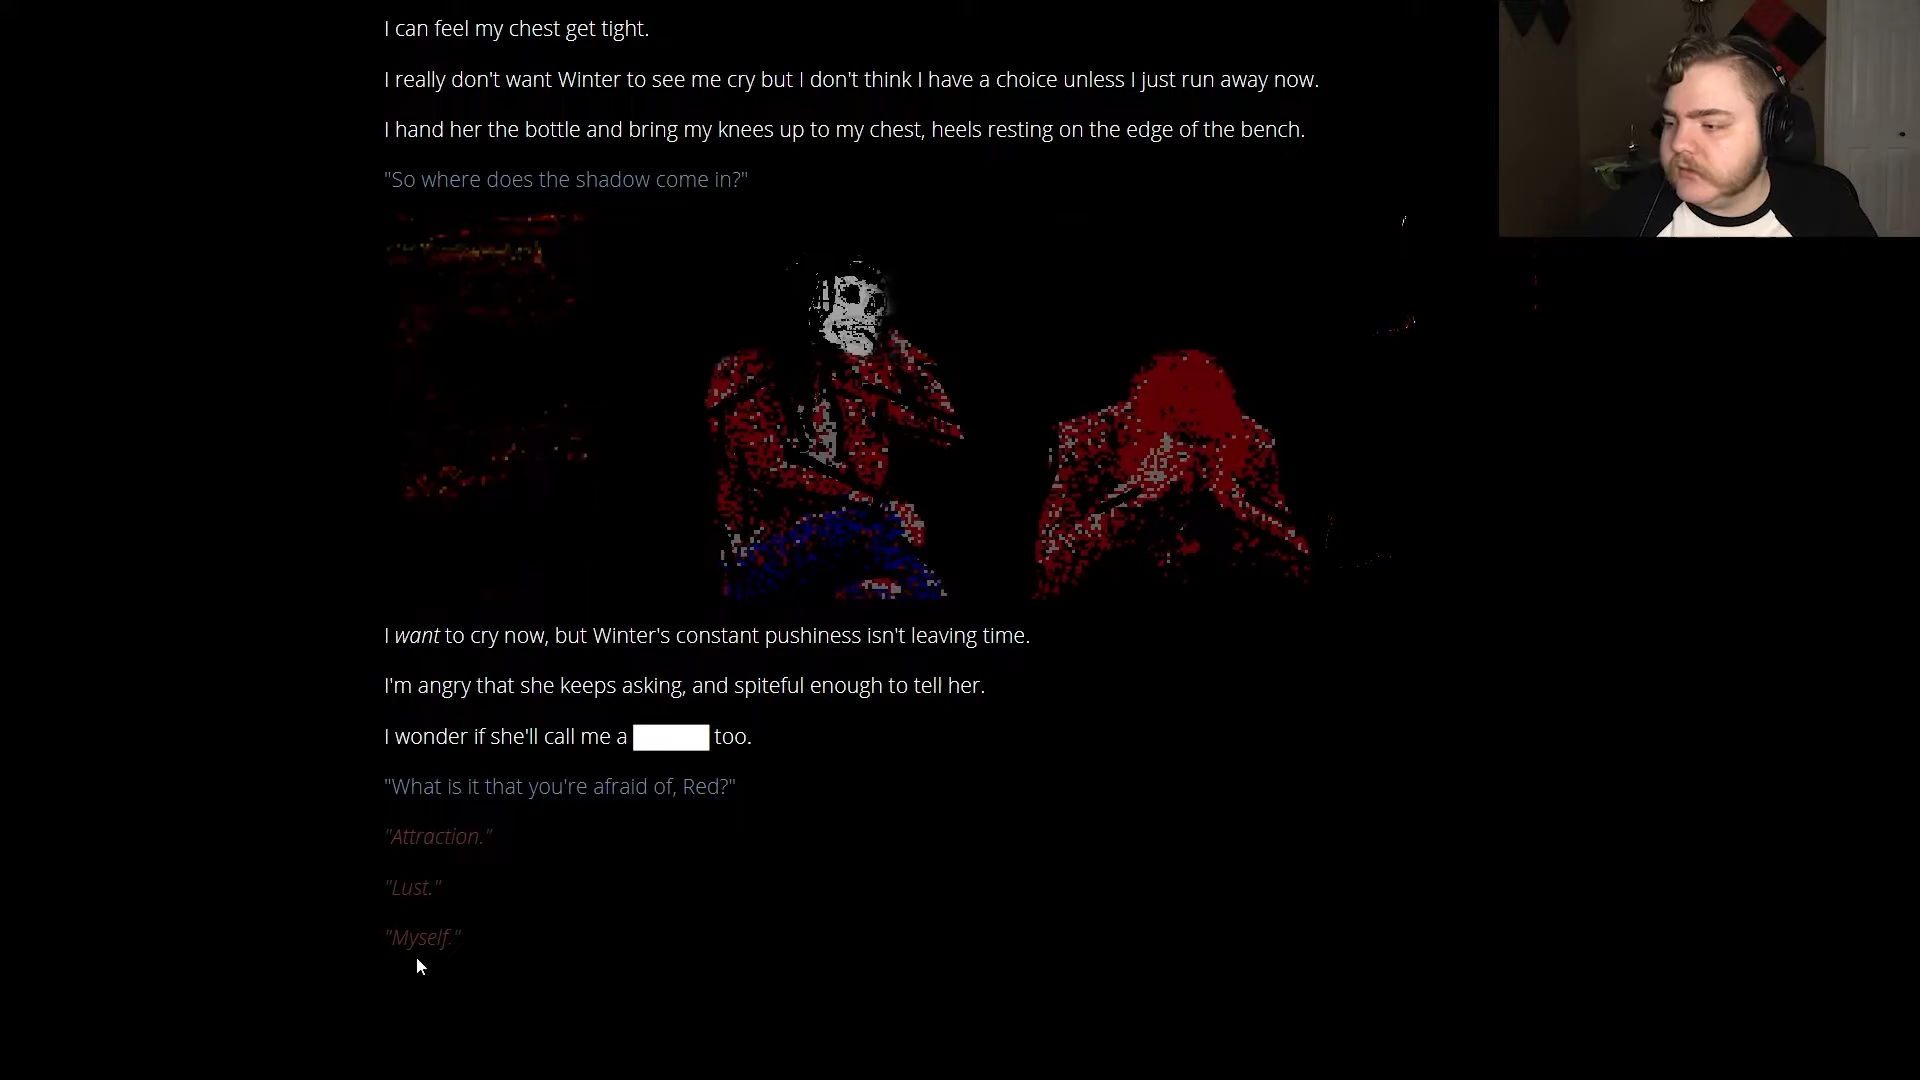 I can feel my chest get tight.
I really don't want Winter to see me cry but I don't think I have a choice unless I just run away now.
I hand her the bottle and bring my knees up to my chest, heels resting on the edge of the bench.
"So where does the shadow come in?"
I want to cry now, but Winter's constant pushiness isn't leaving time.
I'm angry that she keeps asking, and spiteful enough to tell her.
I wonder if she'll call me a too.
"What is it that you're afraid of, Red?"
"Attraction."
"Lust."
"Myself."